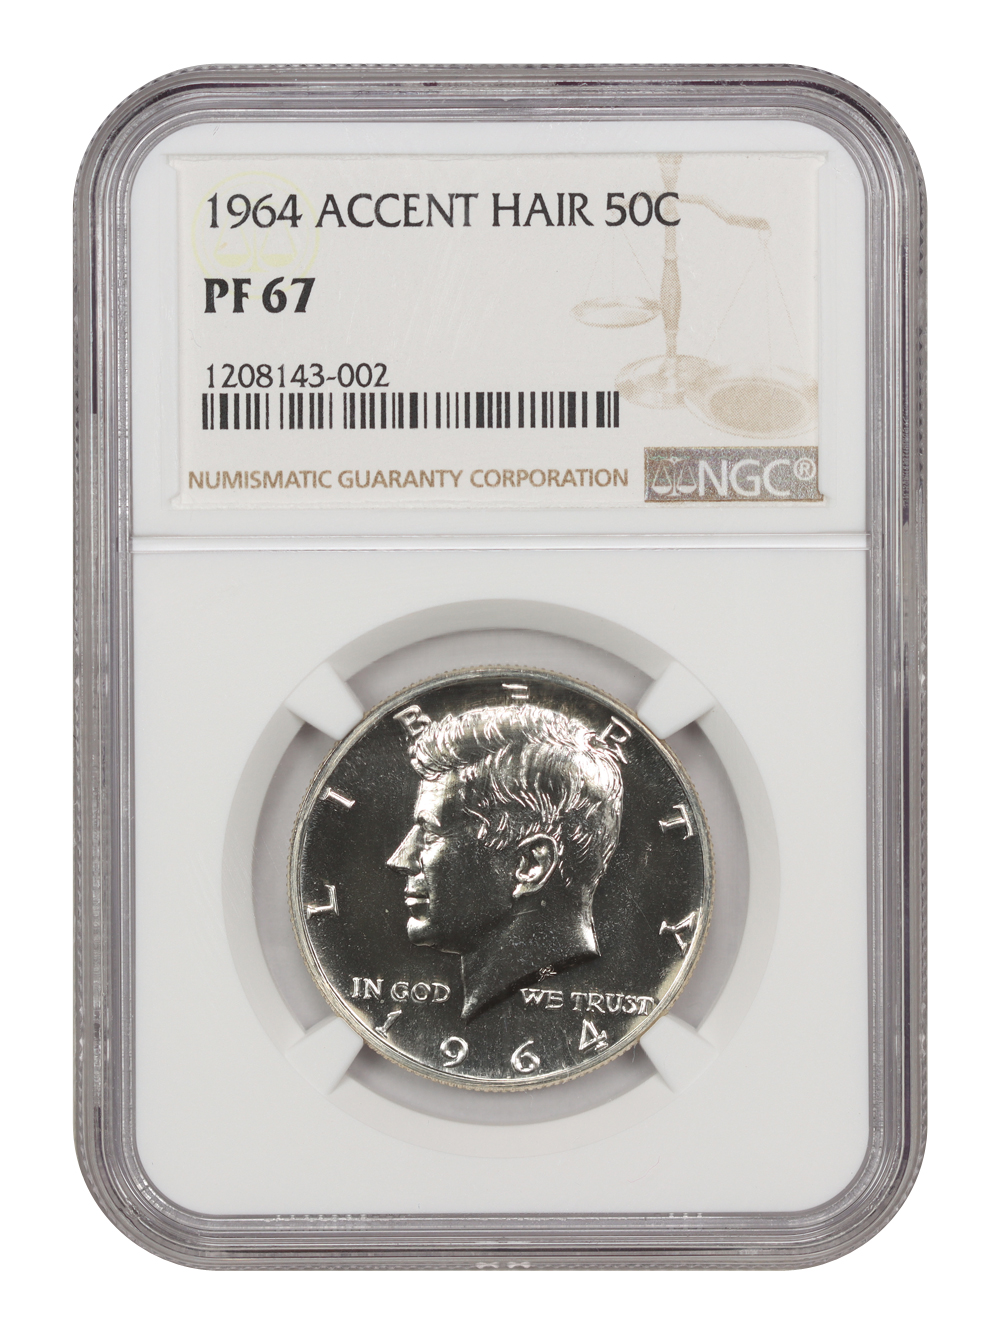 1964 ACCENT HAIR 50C
PF 67
1208143-002
NUMISMATIC GUARANTY CORPORATION
NGC®
LIBERTY
IN GOD WE TRUST
1964